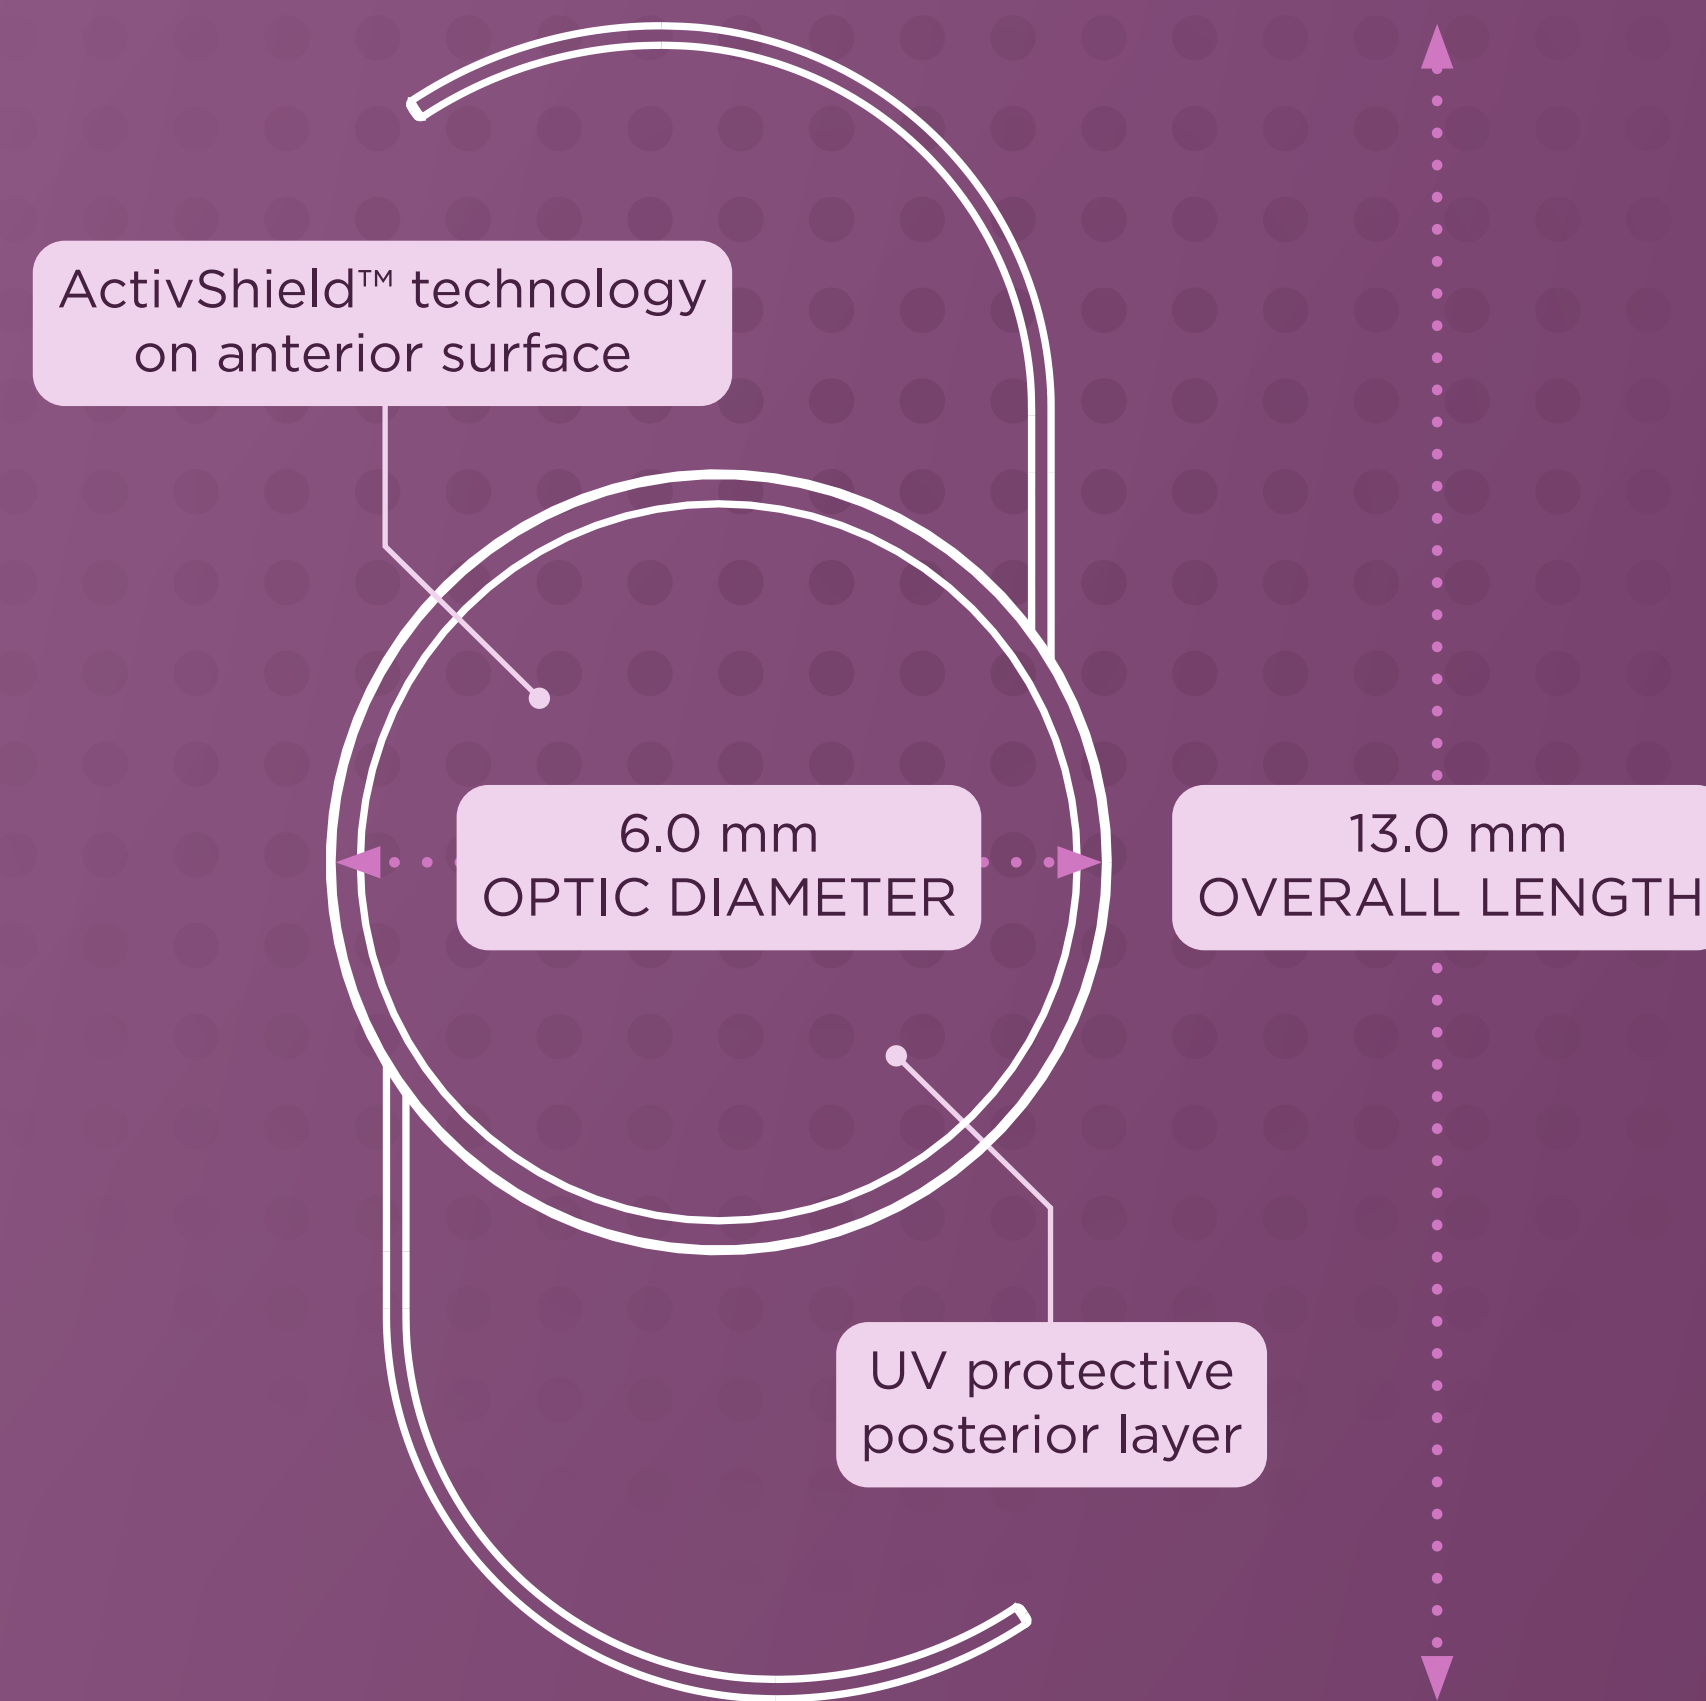 ActivShield™ technology
on anterior surface
6.0 mm
OPTIC DIAMETER
13.0 mm
OVERALL LENGTH
UV protective
posterior layer